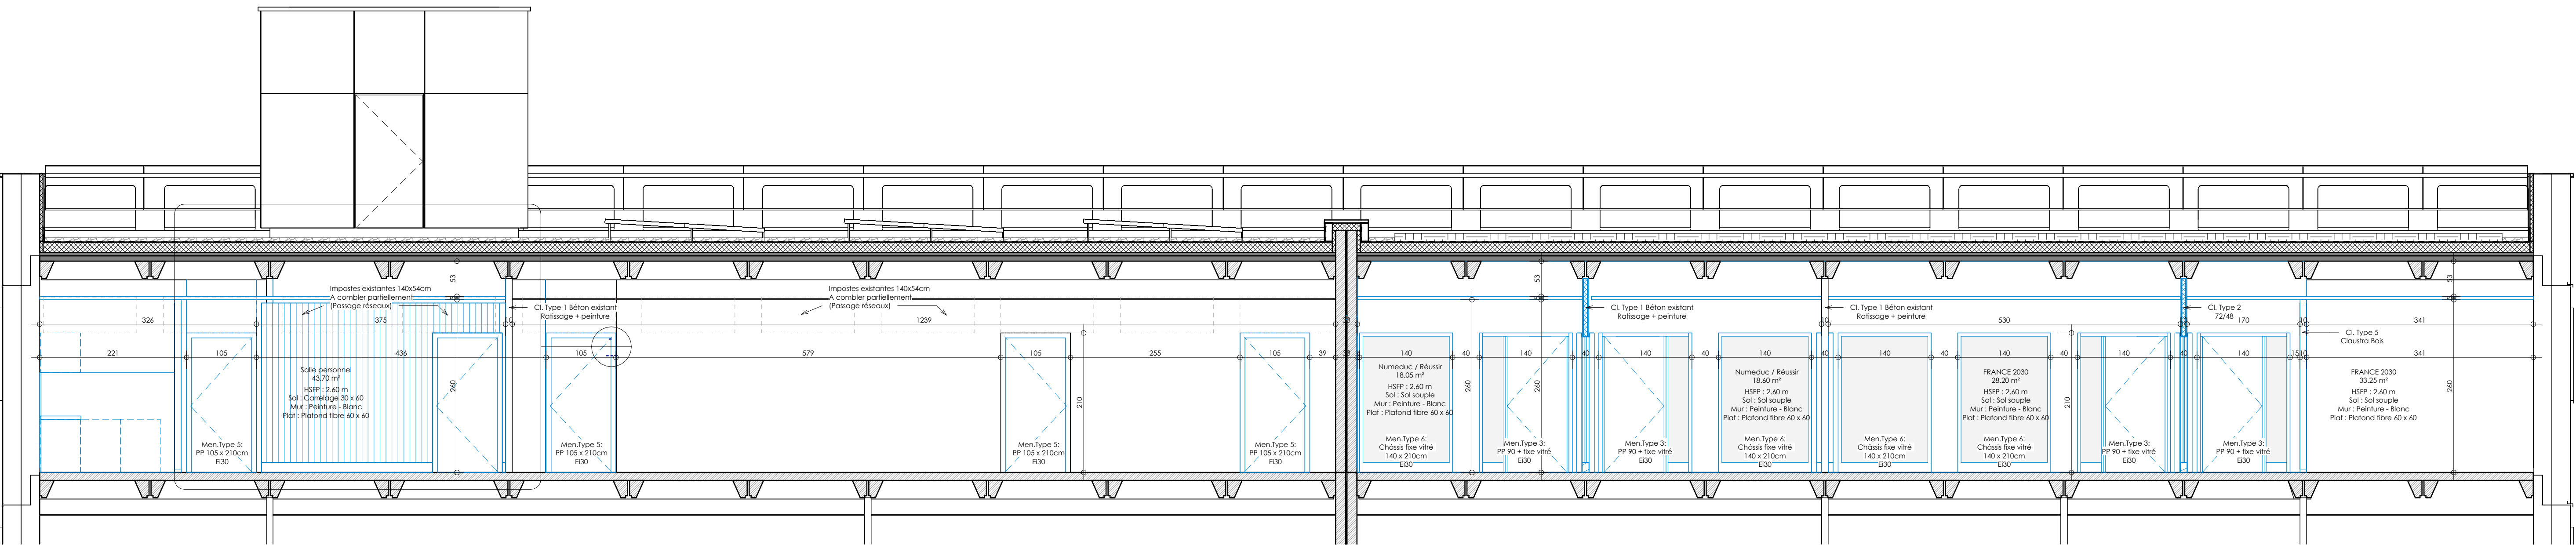 53
5
Impostes existantes 140x54cm
A combler partiellement
(Passage réseaux)
Cl. Type 1 Béton existant
Ratissage + peinture
Impostes existantes 140x54cm
A combler partiellement
(Passage réseaux)
53
5
Cl. Type 1 Béton existant
Ratissage + peinture
Cl. Type 1 Béton existant
Ratissage + peinture
Cl. Type 2
72/48
53
5
326
375
10
1239
33
10
530
10
170
10
341
Cl. Type 5
Claustra Bois
221
105
436
105
579
105
255
105
39
33
4
140
40
140
40
140
40
140
40
140
40
140
40
140
40
140
15
10
341
260
210
260
260
210
260
Salle personnel
43,70 m²
HSFP : 2.60 m
Sol : Carrelage 30 x 60
Mur : Peinture - Blanc
Plaf : Plafond fibre 60 x 60
Numeduc / Réussir
18.05 m²
HSFP : 2.60 m
Sol : Sol souple
Mur : Peinture - Blanc
Plaf : Plafond fibre 60 x 60
Numeduc / Réussir
18.60 m²
HSFP : 2.60 m
Sol : Sol souple
Mur : Peinture - Blanc
Plaf : Plafond fibre 60 x 60
FRANCE 2030
28.20 m²
HSFP : 2.60 m
Sol : Sol souple
Mur : Peinture - Blanc
Plaf : Plafond fibre 60 x 60
FRANCE 2030
33.25 m²
HSFP : 2.60 m
Sol : Sol souple
Mur : Peinture - Blanc
Plaf : Plafond fibre 60 x 60
Men.Type 5:
PP 105 x 210cm
Ei30
Men.Type 5:
PP 105 x 210cm
Ei30
Men.Type 5:
PP 105 x 210cm
Ei30
Men.Type 5:
PP 105 x 210cm
Ei30
Men.Type 6:
Châssis fixe vitré
140 x 210cm
Ei30
Men.Type 3:
PP 90 + fixe vitré
Ei30
Men.Type 3:
PP 90 + fixe vitré
Ei30
Men.Type 6:
Châssis fixe vitré
140 x 210cm
Ei30
Men.Type 6:
Châssis fixe vitré
140 x 210cm
Ei30
Men.Type 6:
Châssis fixe vitré
140 x 210cm
Ei30
Men.Type 3:
PP 90 + fixe vitré
Ei30
Men.Type 3:
PP 90 + fixe vitré
Ei30